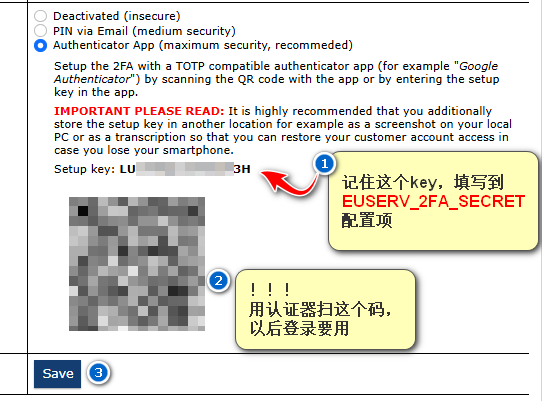 Deactivated (insecure)
PIN via Email (medium security)
Authenticator App (maximum security, recommeded)
Setup the 2FA with a TOTP compatible authenticator app (for example "Google
Authenticator") by scanning the QR code with the app or by entering the setup
key in the app.
IMPORTANT PLEASE READ: It is highly recommended that you additionally
store the setup key in another location for example as a screenshot on your local
PC or as a transcription so that you can restore your customer account access in
case you lose your smartphone.
Setup key: LU 3H
1
记住这个key，填写到
EUSERV_2FA_SECRET
配置项
2
！！！
用认证器扫这个码，
以后登录要用
Save
3